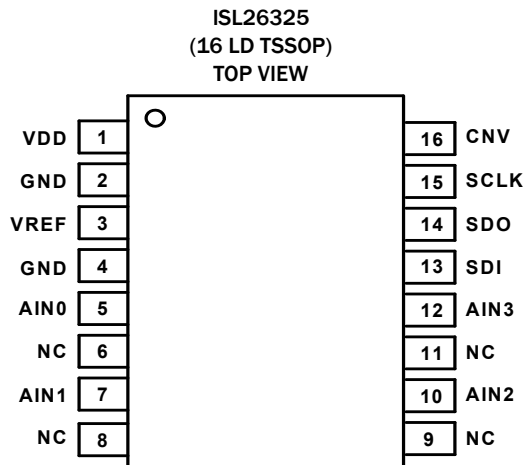 ISL26325
(16 LD TSSOP)
TOP VIEW
VDD 1
GND 2
VREF 3
GND 4
AIN0 5
NC 6
AIN1 7
NC 8
16 CNV
15 SCLK
14 SDO
13 SDI
12 AIN3
11 NC
10 AIN2
9 NC